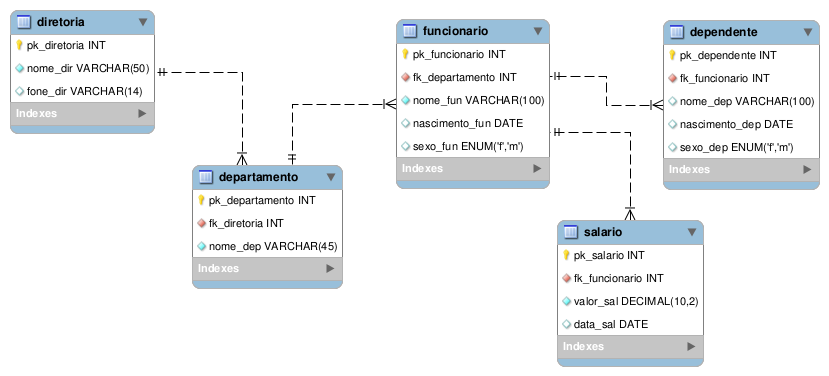 diretoria
pk_diretoria INT
nome_dir VARCHAR(50)
fone_dir VARCHAR(14)
Indexes
departamento
pk_departamento INT
fk_diretoria INT
nome_dep VARCHAR(45)
Indexes
funcionario
pk_funcionario INT
fk_departamento INT
nome_fun VARCHAR(100)
nascimento_fun DATE
sexo_fun ENUM('f','m')
Indexes
dependente
pk_dependente INT
fk_funcionario INT
nome_dep VARCHAR(100)
nascimento_dep DATE
sexo_dep ENUM('f','m')
Indexes
salario
pk_salario INT
fk_funcionario INT
valor_sal DECIMAL(10,2)
data_sal DATE
Indexes